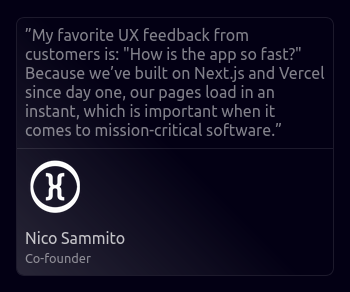 ”My favorite UX feedback from
customers is: "How is the app so fast?"
Because we’ve built on Next.js and Vercel
since day one, our pages load in an
instant, which is important when it
comes to mission-critical software.”
Nico Sammito
Co-founder